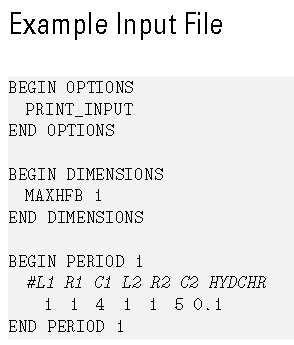 Example Input File
BEGIN OPTIONS
PRINT_INPUT
END OPTIONS
BEGIN DIMENSIONS
MAXHFB 1
END DIMENSIONS
BEGIN PERIOD 1
#L1 R1 C1 L2 R2 C2 HYDCHR
1 1 4 1 1 5 0.1
END PERIOD 1